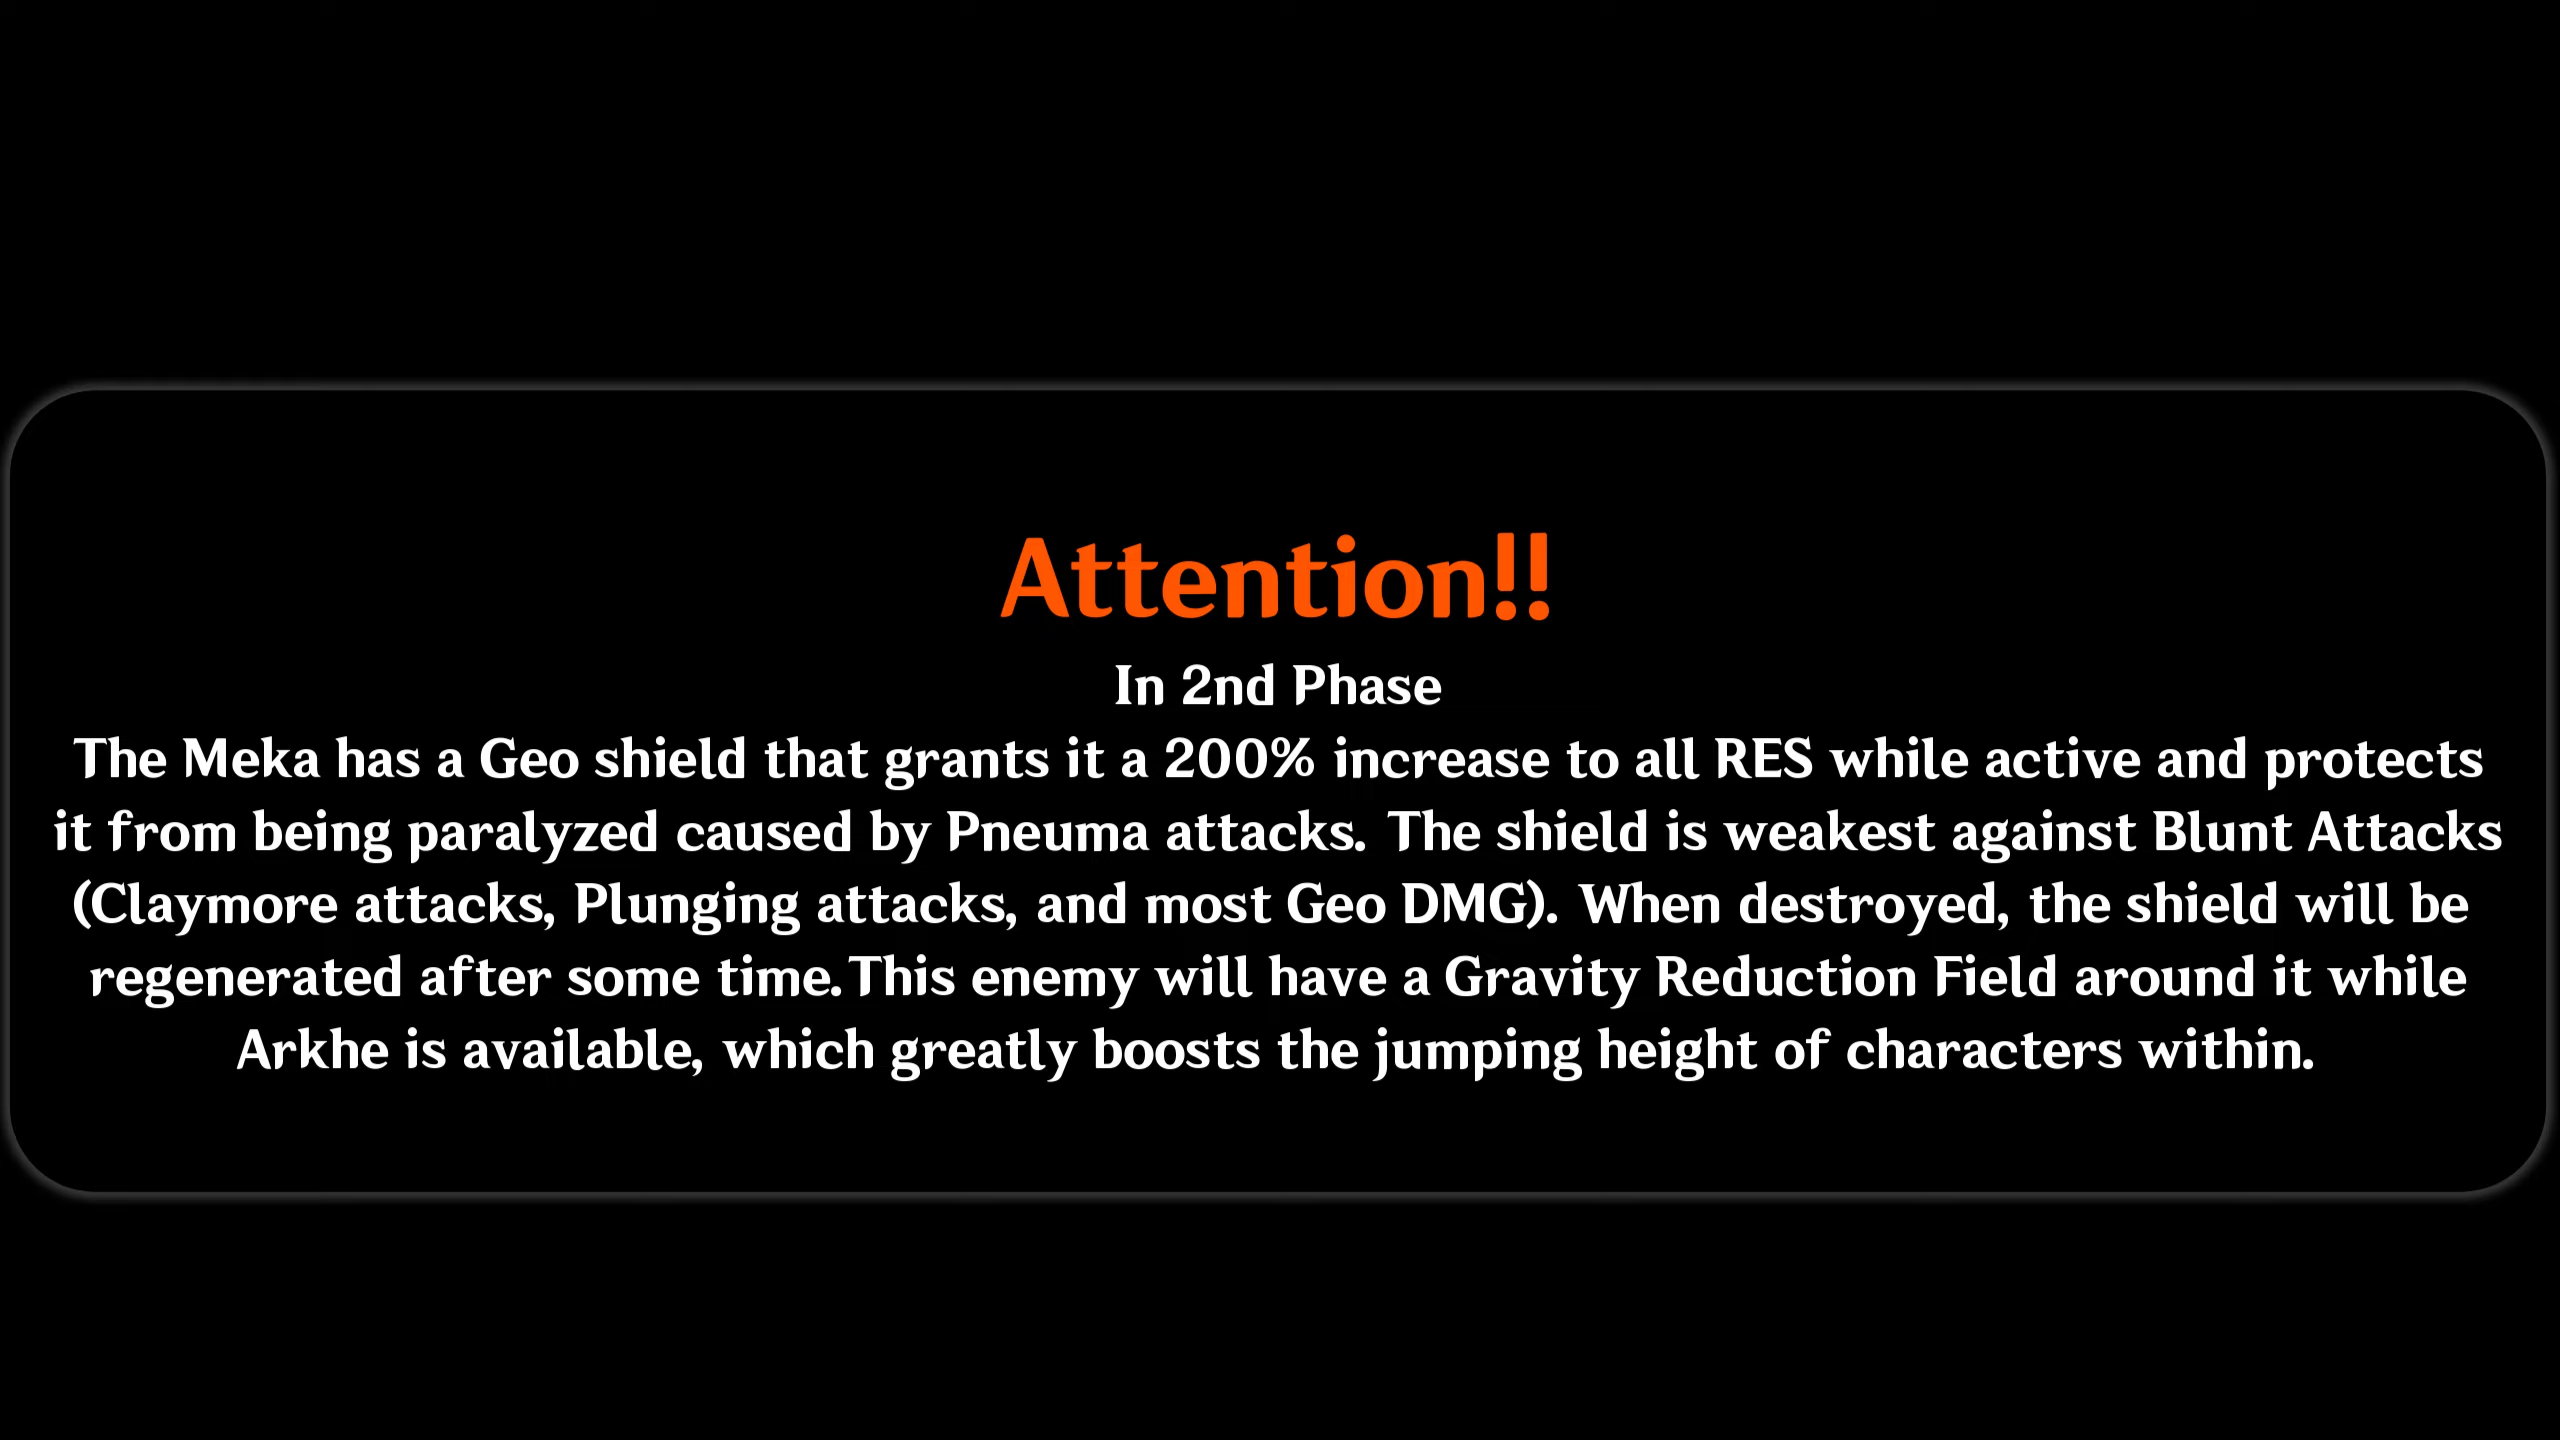 Attention!!
In 2nd Phase
The Meka has a Geo shield that grants it a 200% increase to all RES while active and protects
it from being paralyzed caused by Pneuma attacks. The shield is weakest against Blunt Attacks
(Claymore attacks, Plunging attacks, and most Geo DMG). When destroyed, the shield will be
regenerated after some time.This enemy will have a Gravity Reduction Field around it while
Arkhe is available, which greatly boosts the jumping height of characters within.